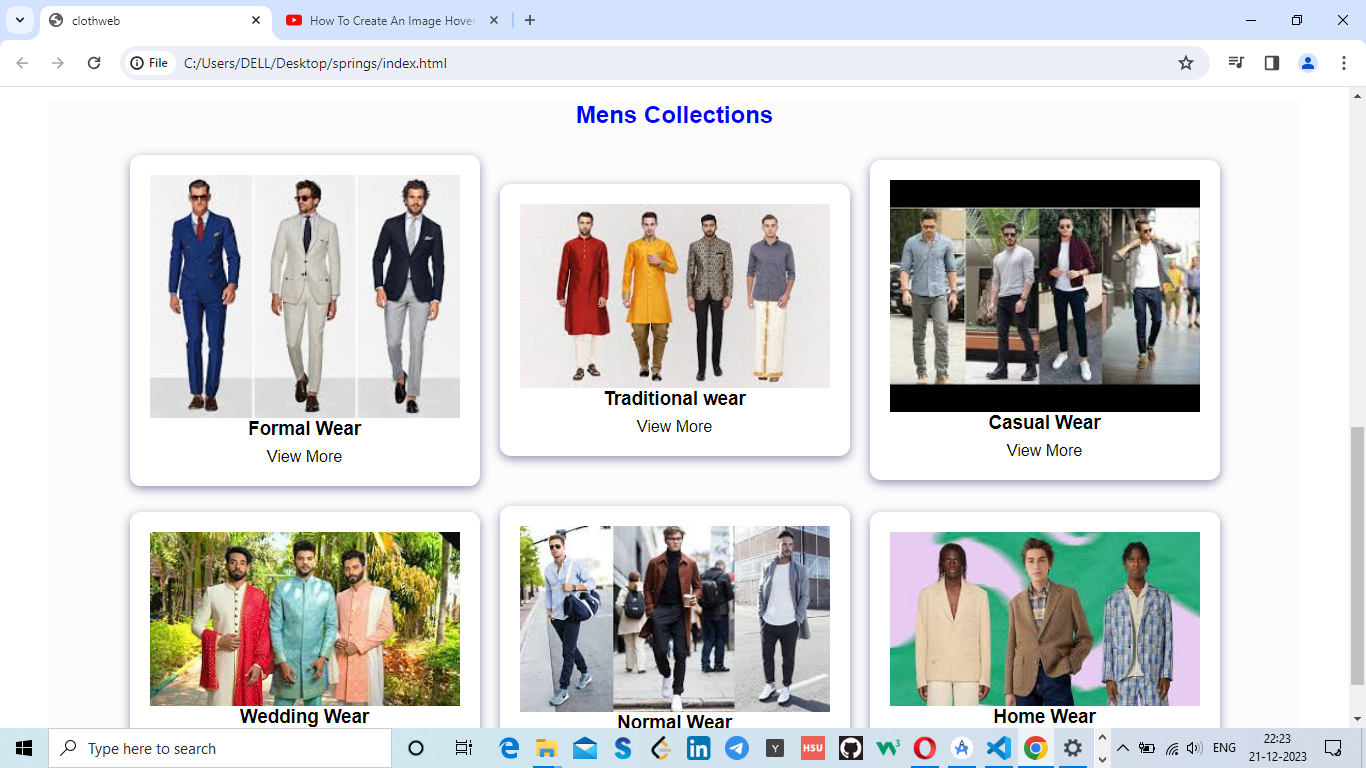 clothweb
How To Create An Image Hover
File
C:/Users/DELL/Desktop/springs/index.html
Mens Collections
Formal Wear
View More
Traditional wear
View More
Casual Wear
View More
Wedding Wear
Normal Wear
Home Wear
Type here to search
S
Y
HSU
W3
ENG
22:23
21-12-2023